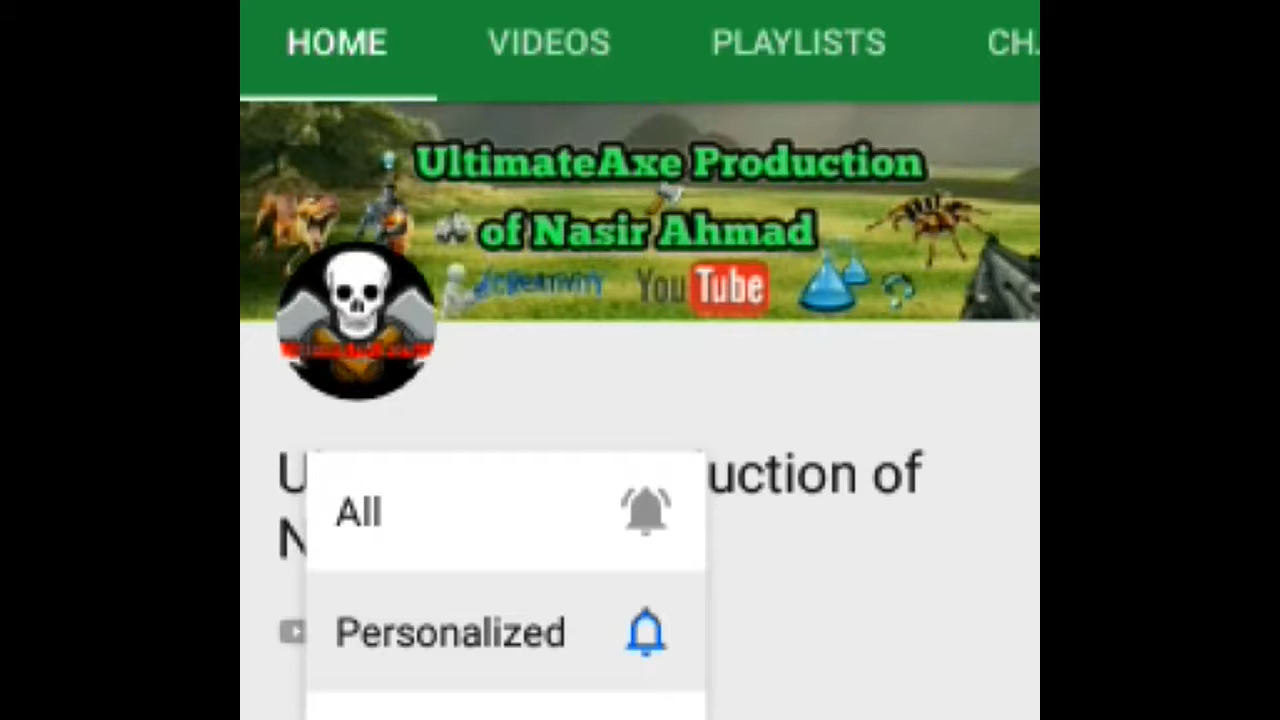 HOME VIDEOS PLAYLISTS CH
UltimateAxe Production
of Nasir Ahmad
YouTube
U uction of
N
All
Personalized